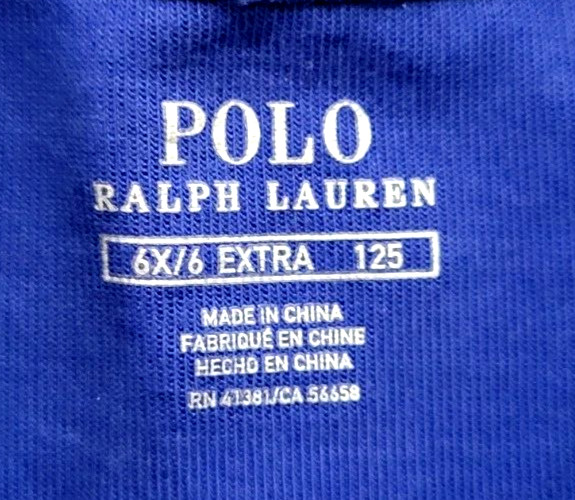 POLO
RALPH LAUREN
6X/6 EXTRA 125
MADE IN CHINA
FABRIQUÉ EN CHINE
HECHO EN CHINA
RN 41381/CA 56658